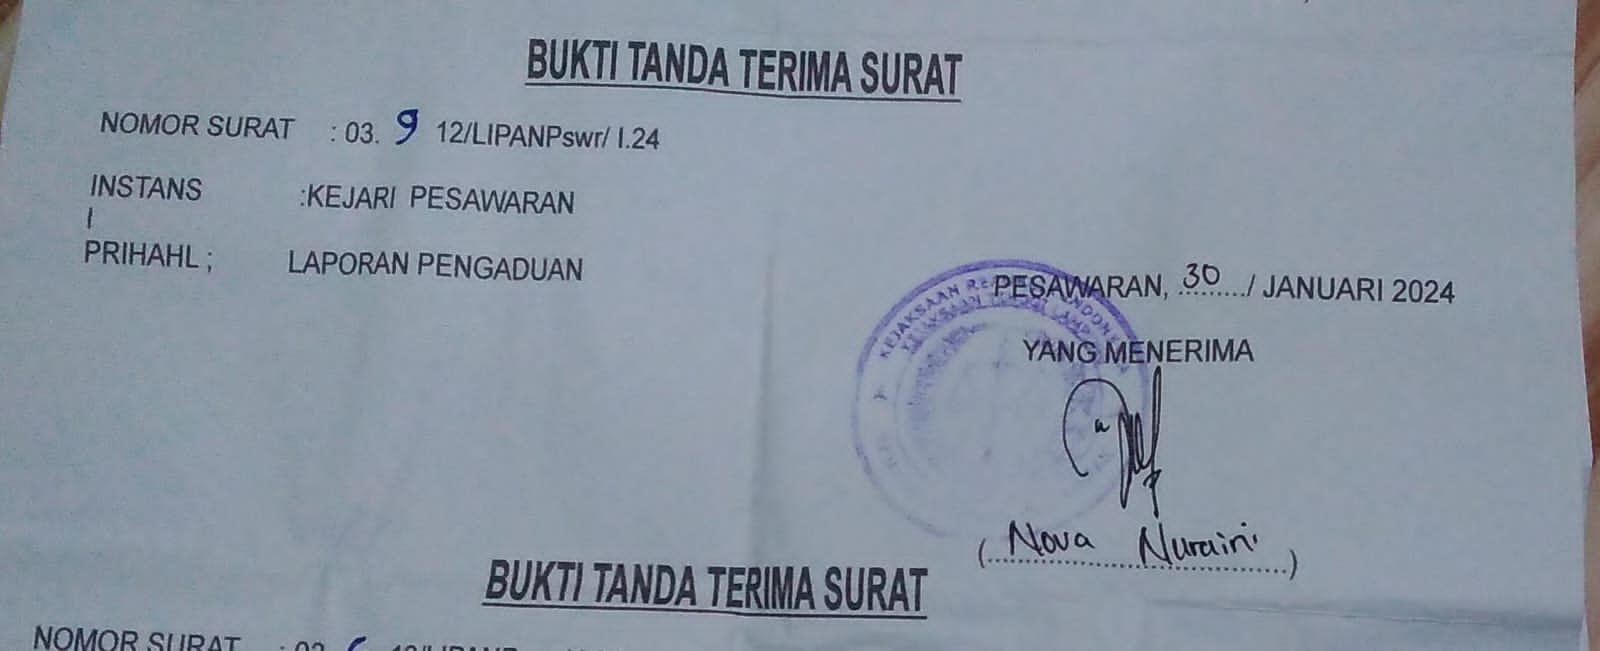 BUKTI TANDA TERIMA SURAT
NOMOR SURAT : 03. 9 12/LIPANPswr/ I.24
INSTANS :KEJARI PESAWARAN
I
PRIHAHL ; LAPORAN PENGADUAN
PESAWARAN, 30 / JANUARI 2024
KEJAKSAAN
YANG MENERIMA
( Nova Nuraini )
BUKTI TANDA TERIMA SURAT
NOMOR SURAT